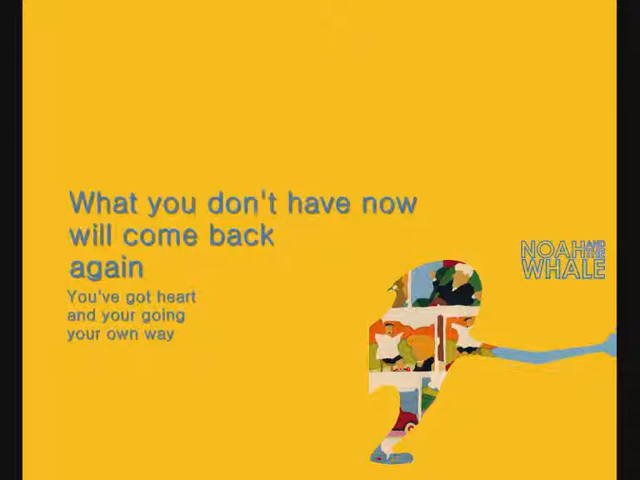 What you don't have now
will come back
again
You've got heart
and your going
your own way
NOAH AND THE
WHALE